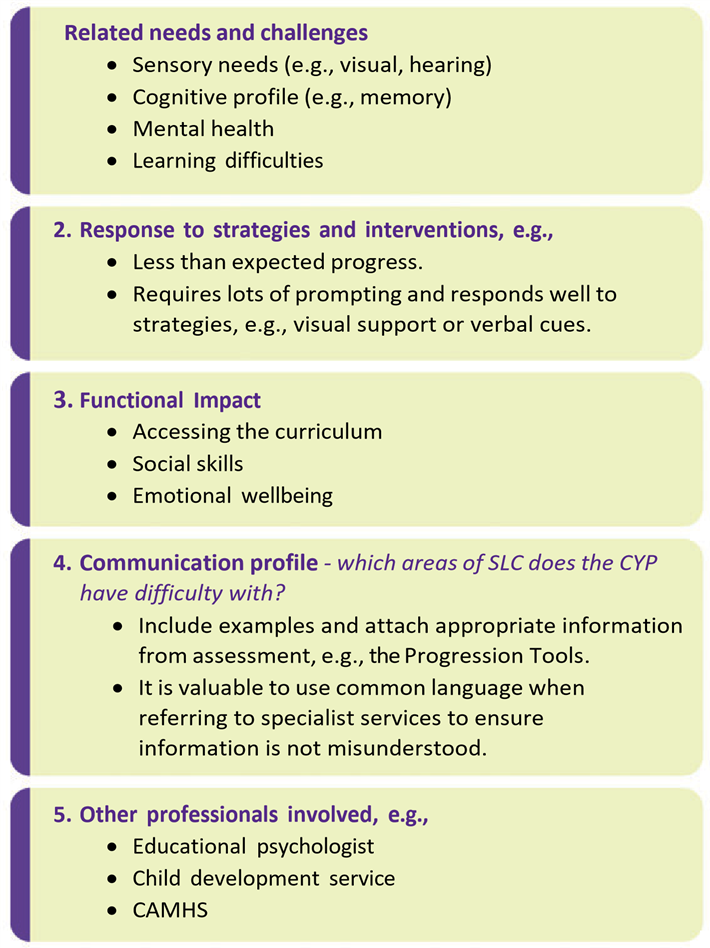 Related needs and challenges
• Sensory needs (e.g., visual, hearing)
• Cognitive profile (e.g., memory)
• Mental health
• Learning difficulties
2. Response to strategies and interventions, e.g.,
• Less than expected progress.
• Requires lots of prompting and responds well to
strategies, e.g., visual support or verbal cues.
3. Functional Impact
• Accessing the curriculum
• Social skills
• Emotional wellbeing
4. Communication profile - which areas of SLC does the CYP
have difficulty with?
• Include examples and attach appropriate information
from assessment, e.g., the Progression Tools.
• It is valuable to use common language when
referring to specialist services to ensure
information is not misunderstood.
5. Other professionals involved, e.g.,
• Educational psychologist
• Child development service
• CAMHS